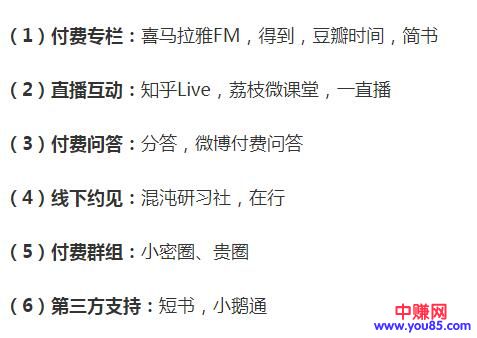 （1）付费专栏：喜马拉雅FM，得到，豆瓣时间，简书
（2）直播互动：知乎Live，荔枝微课堂，一直播
（3）付费问答：分答，微博付费问答
（4）线下约见：混沌研习社，在行
（5）付费群组：小密圈、贵圈
（6）第三方支持：短书，小鹅通
中赚网
www.you85.com